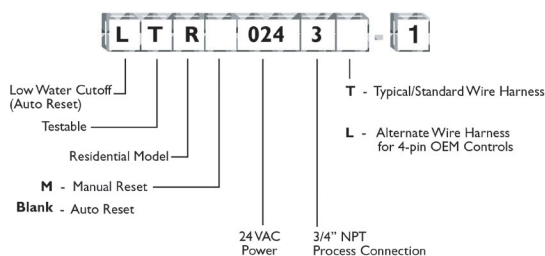 L T R 024 3 - 1
Low Water Cutoff
(Auto Reset)
Testable
Residential Model
M - Manual Reset
Blank - Auto Reset
24 VAC
Power
3/4" NPT
Process Connection
T - Typical/Standard Wire Harness
L - Alternate Wire Harness
for 4-pin OEM Controls